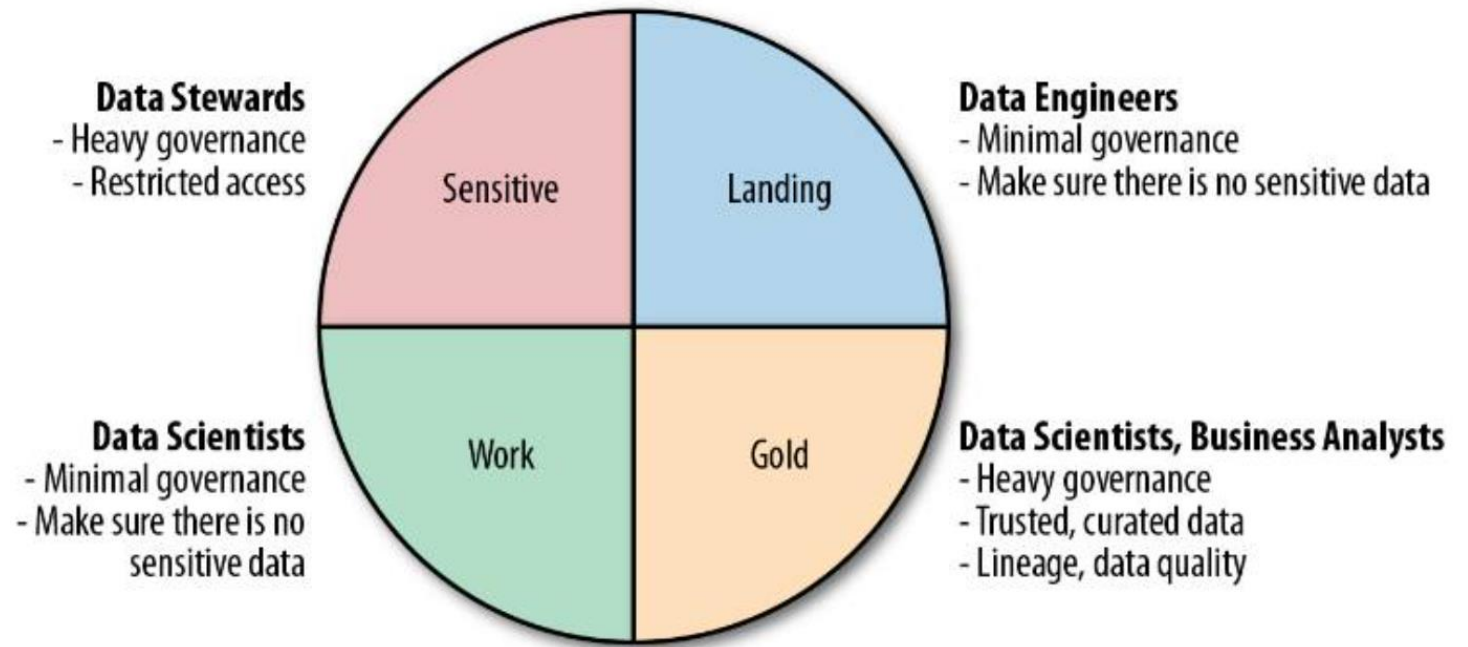 Data Stewards
- Heavy governance
- Restricted access
Sensitive
Landing
Data Engineers
- Minimal governance
- Make sure there is no sensitive data
Data Scientists
- Minimal governance
- Make sure there is no
sensitive data
Work
Gold
Data Scientists, Business Analysts
- Heavy governance
- Trusted, curated data
- Lineage, data quality